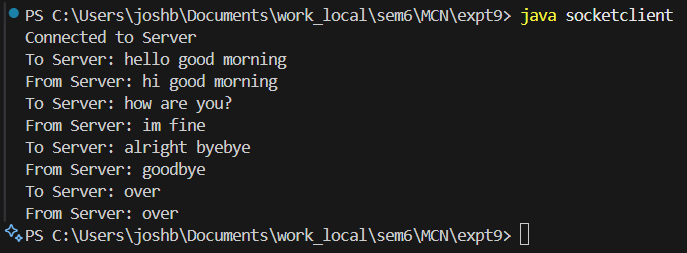 PS C:\Users\joshb\Documents\work_local\sem6\MCN\expt9> java socketclient
Connected to Server
To Server: hello good morning
From Server: hi good morning
To Server: how are you?
From Server: im fine
To Server: alright byebye
From Server: goodbye
To Server: over
From Server: over
PS C:\Users\joshb\Documents\work_local\sem6\MCN\expt9>